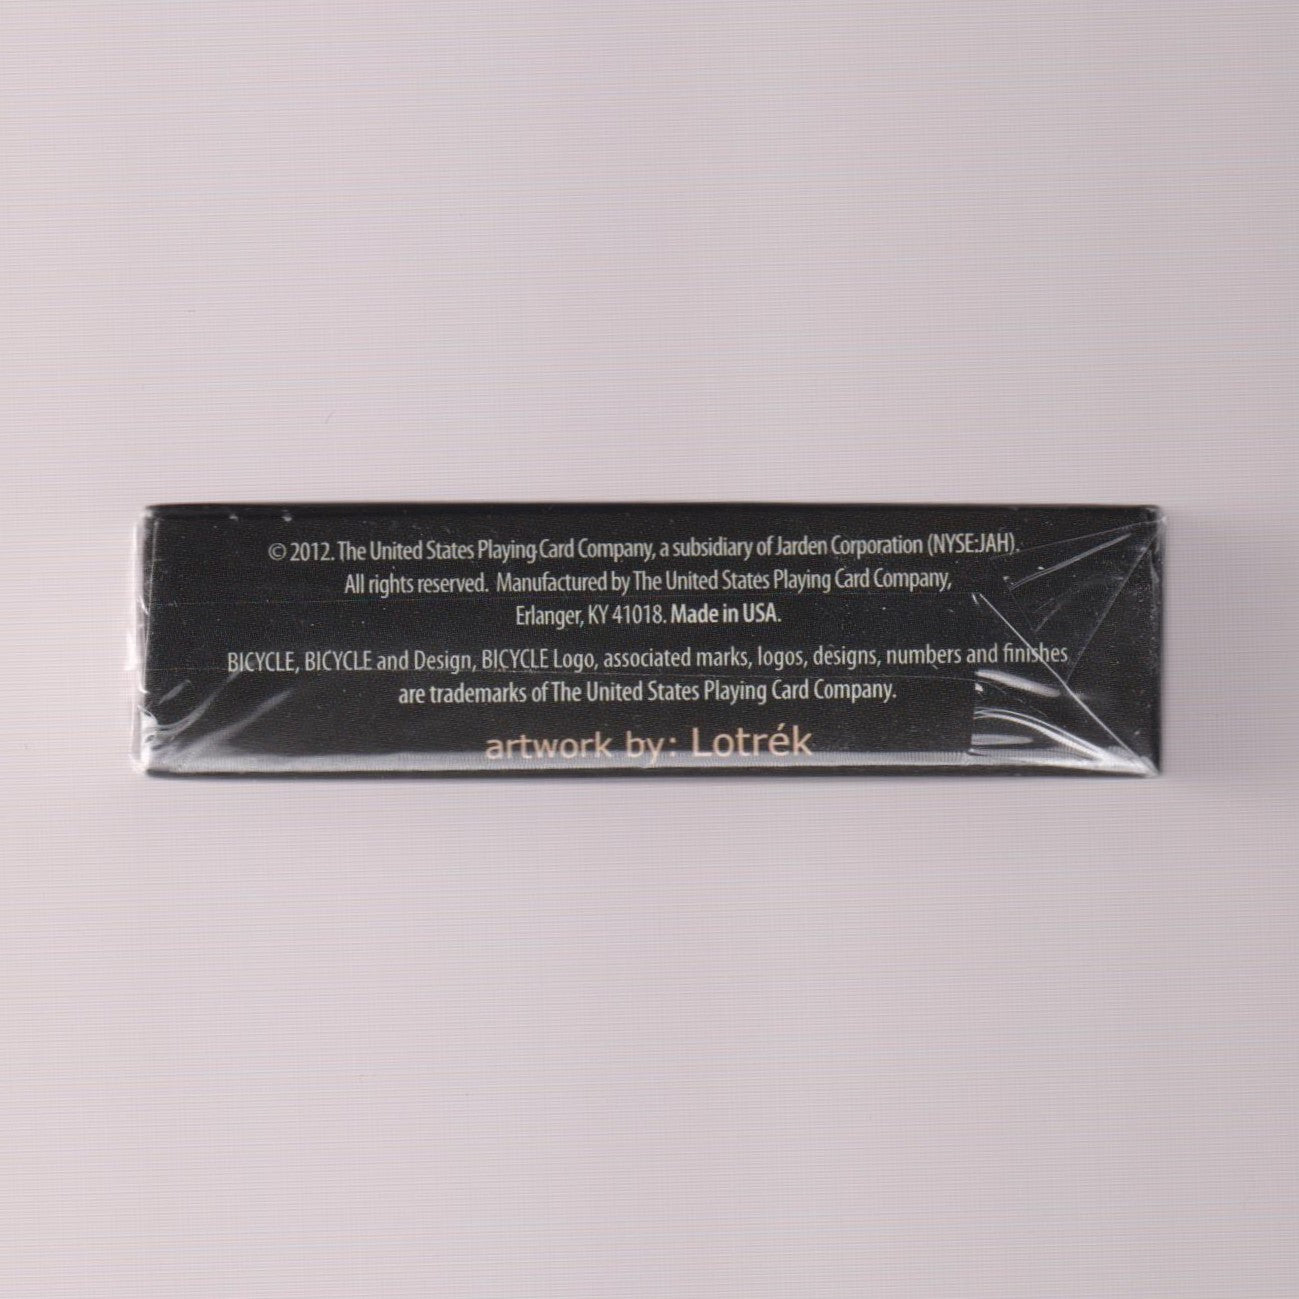 © 2012. The United States Playing Card Company, a subsidiary of Jarden Corporation (NYSE:JAH).
All rights reserved. Manufactured by The United States Playing Card Company,
Erlanger, KY 41018. Made in USA.
BICYCLE, BICYCLE and Design, BICYCLE Logo, associated marks, logos, designs, numbers and finishes
are trademarks of The United States Playing Card Company.
artwork by: Lotrék